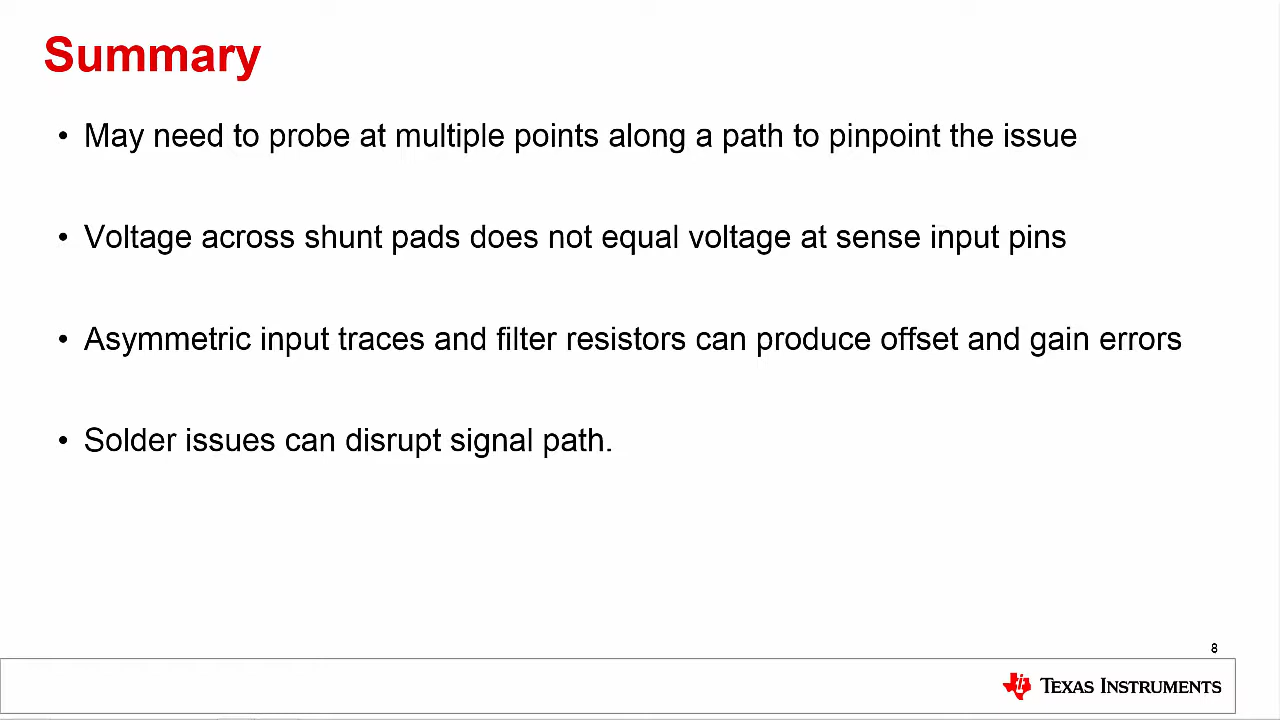 Summary
• May need to probe at multiple points along a path to pinpoint the issue
• Voltage across shunt pads does not equal voltage at sense input pins
• Asymmetric input traces and filter resistors can produce offset and gain errors
• Solder issues can disrupt signal path.
8
TEXAS INSTRUMENTS